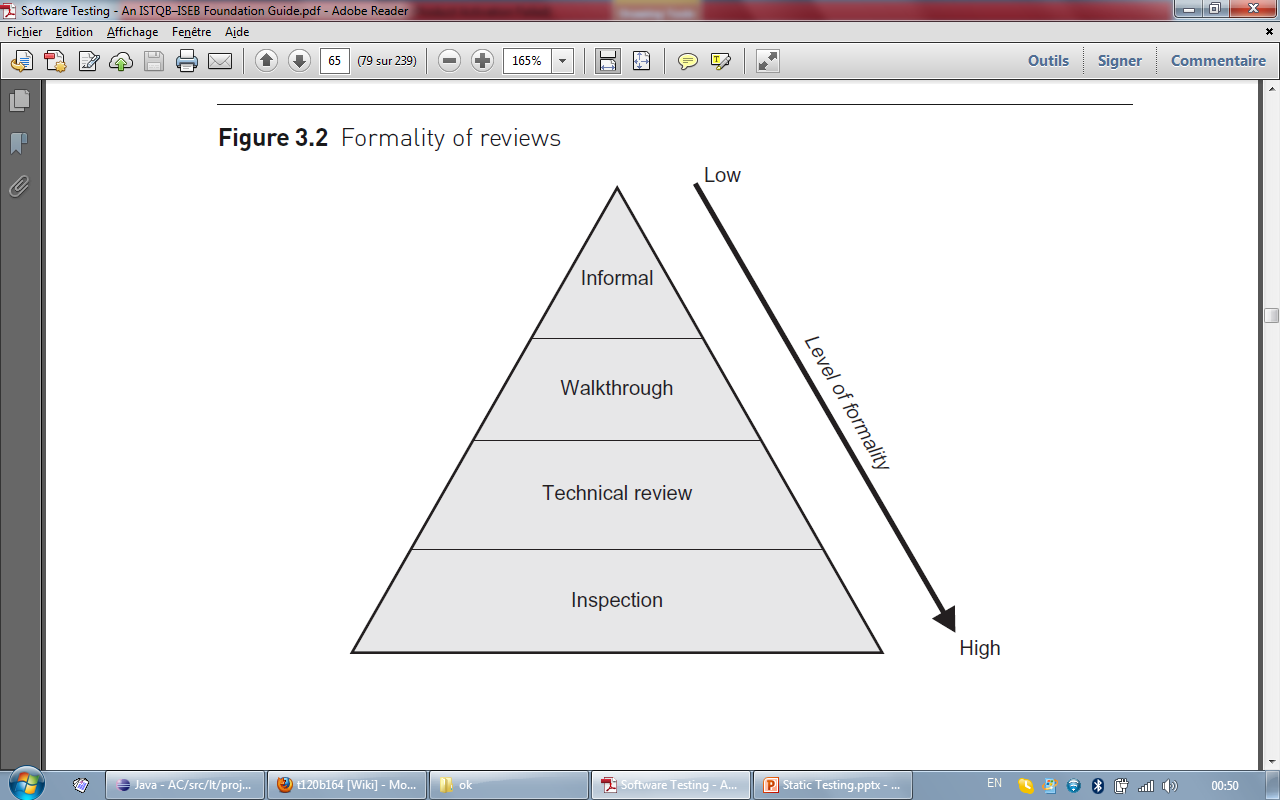 Software Testing - An ISTQB–ISEB Foundation Guide.pdf - Adobe Reader
Fichier Edition Affichage Fenêtre Aide
65 (79 sur 239) 165% Outils Signer Commentaire
Figure 3.2 Formality of reviews
Low
Informal
Level of formality
Walkthrough
Technical review
Inspection
High
Java - AC/src/lt/proj... t120b164 [Wiki] - Mo... ok Software Testing - A... Static Testing.pptx - ... EN 00:50